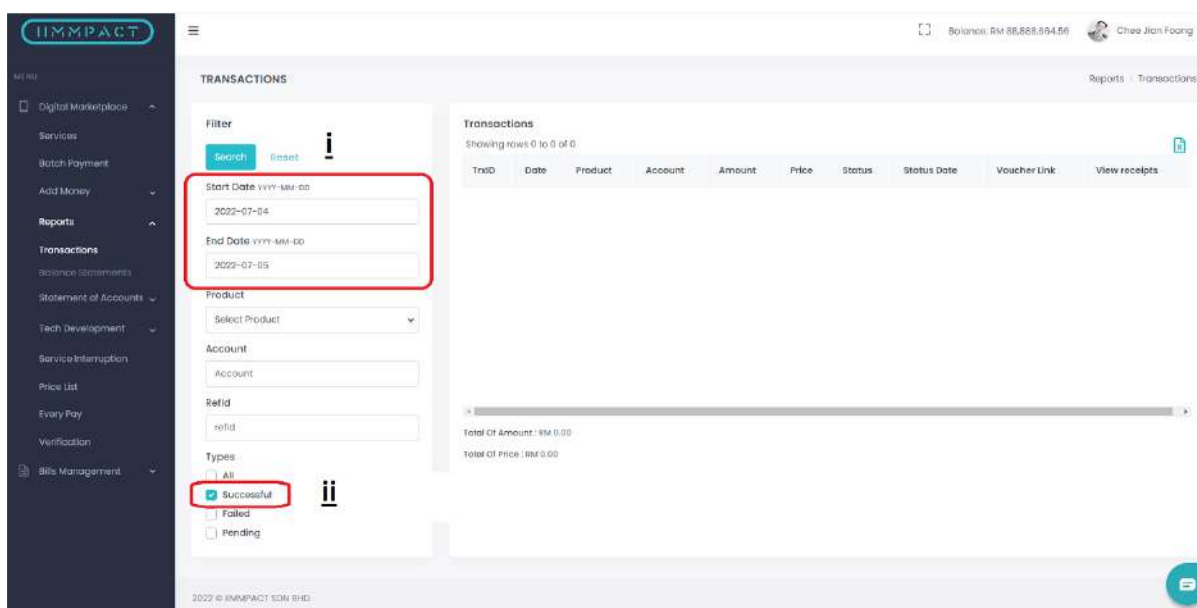 IIMMPACT
Balance: RM 88,888,864.56
Chee Jian Foong
MENU
TRANSACTIONS
Reports Transactions
Digital Marketplace
Services
Batch Payment
Add Money
Reports
Transactions
Balance Statements
Statement of Accounts
Tech Development
Service Interruption
Price List
Every Pay
Verification
Bills Management
Filter
i
Search Reset
Start Date YYYY-MM-DD
2022-07-04
End Date YYYY-MM-DD
2022-07-05
Product
Select Product
Account
Account
RefId
refid
Types
All
Successful
ii
Failed
Pending
Transactions
Showing rows 0 to 0 of 0
TrxID Date Product Account Amount Price Status Status Date Voucher Link View receipts
Total Of Amount : RM 0.00
Total Of Price : RM 0.00
2022 © IIMMPACT SDN BHD